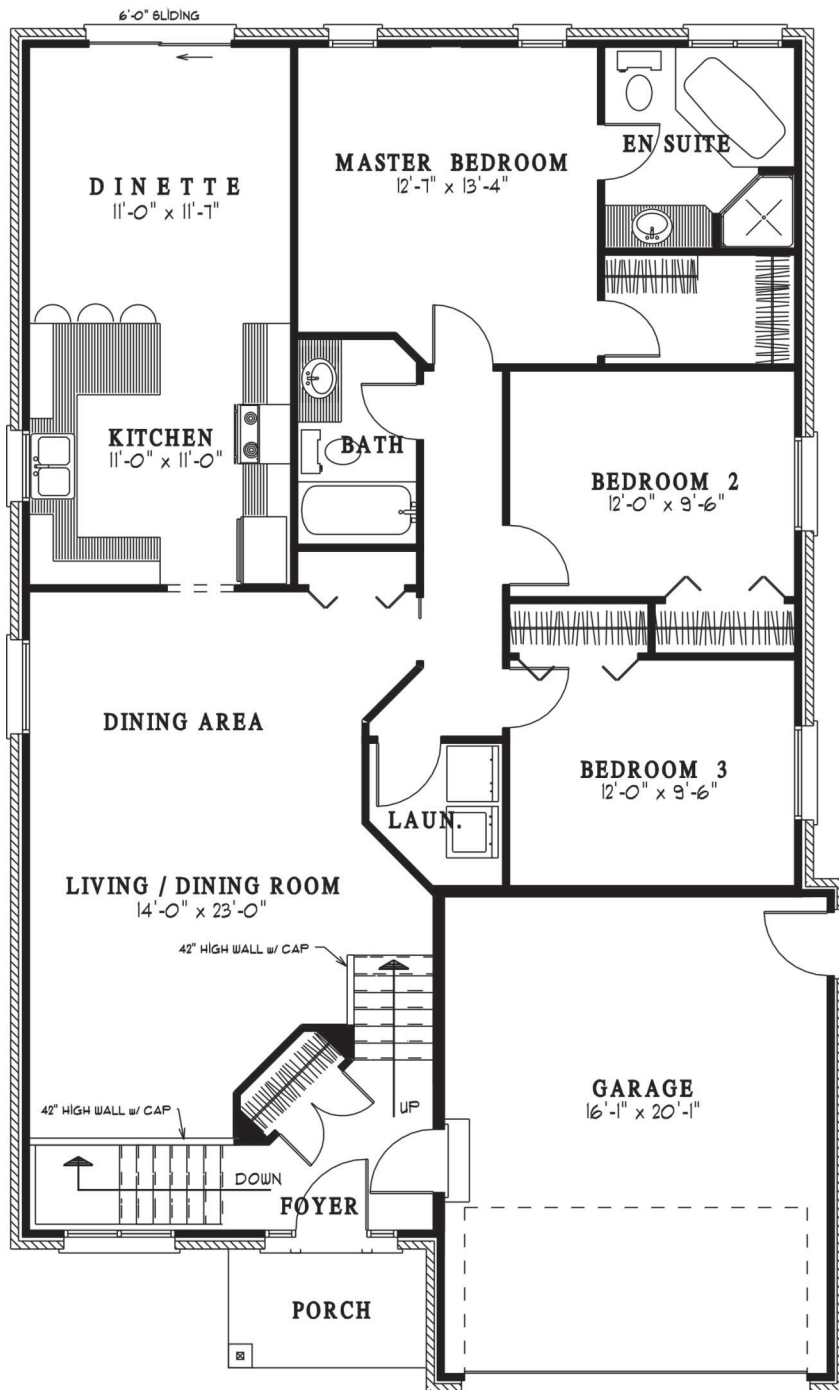 6'-0" SLIDING
EN SUITE
MASTER BEDROOM
12'-7" x 13'-4"
DINETTE
11'-0" x 11'-7"
KITCHEN
11'-0" x 11'-0"
BATH
BEDROOM 2
12'-0" x 9'-6"
DINING AREA
BEDROOM 3
12'-0" x 9'-6"
LAUN.
LIVING / DINING ROOM
14'-0" x 23'-0"
42" HIGH WALL w/ CAP
GARAGE
16'-1" x 20'-1"
UP
42" HIGH WALL w/ CAP
DOWN
FOYER
PORCH